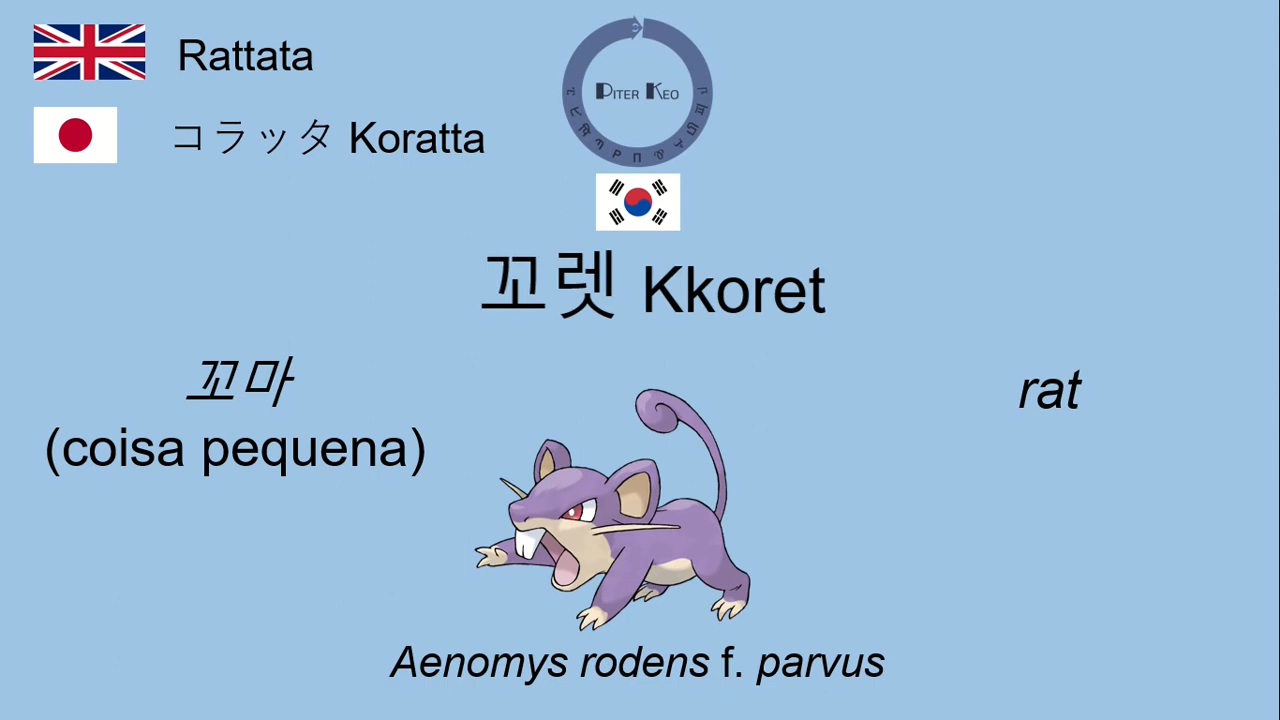 Rattata
コラッタ Koratta
PITER KEO
꼬렛 Kkoret
꼬마
(coisa pequena)
rat
Aenomys rodens f. parvus